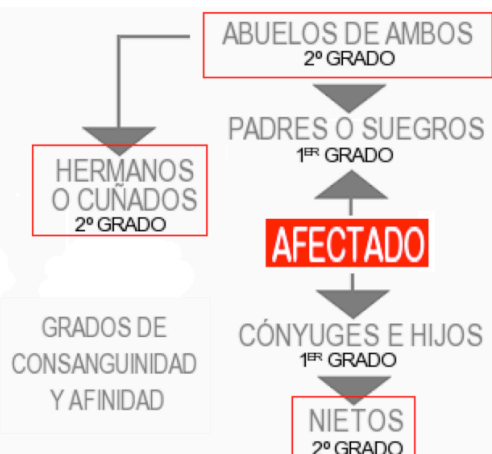 ABUELOS DE AMBOS
2º GRADO
PADRES O SUEGROS
1ER GRADO
HERMANOS
O CUÑADOS
2º GRADO
AFECTADO
GRADOS DE
CONSANGUINIDAD
Y AFINIDAD
CÓNYUGES E HIJOS
1ER GRADO
NIETOS
2º GRADO